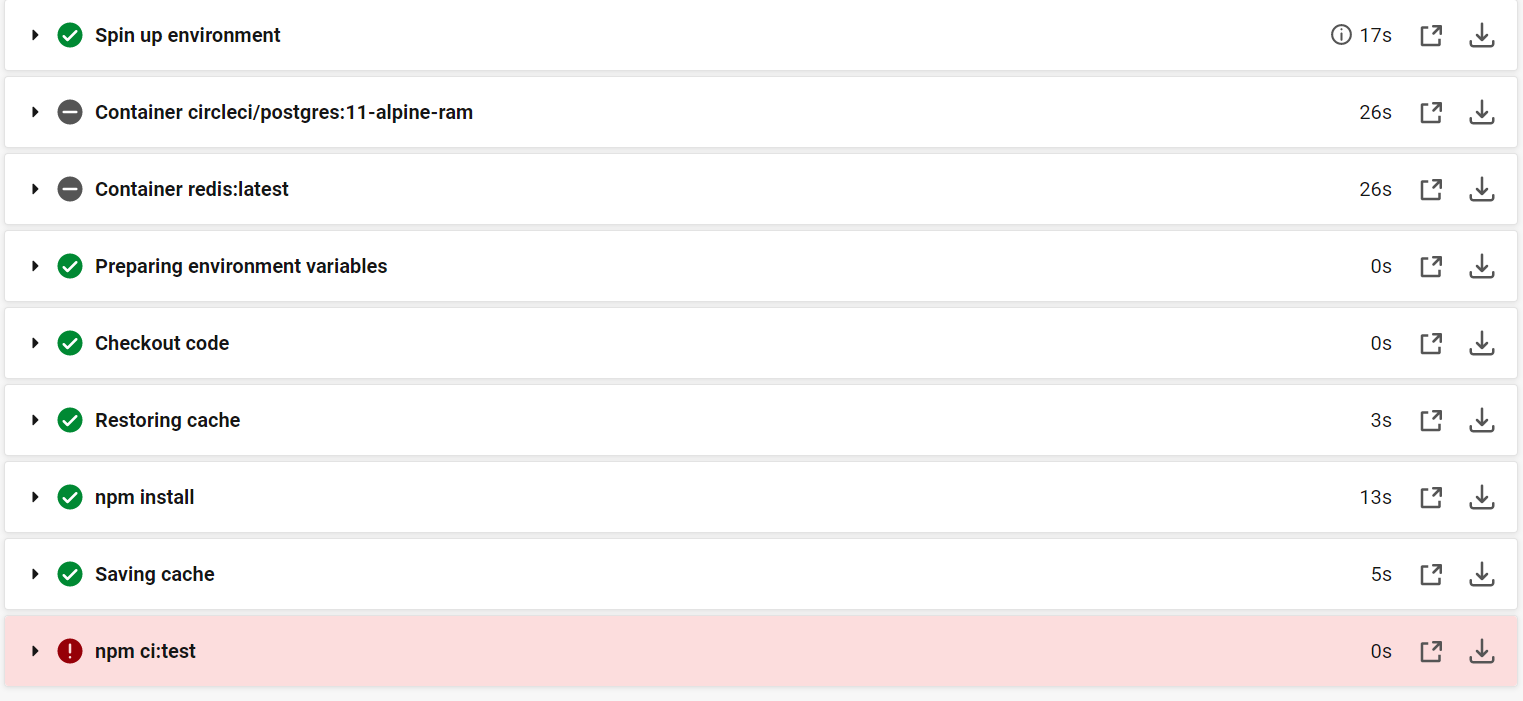 Spin up environment 17s
Container circleci/postgres:11-alpine-ram 26s
Container redis:latest 26s
Preparing environment variables 0s
Checkout code 0s
Restoring cache 3s
npm install 13s
Saving cache 5s
npm ci:test 0s